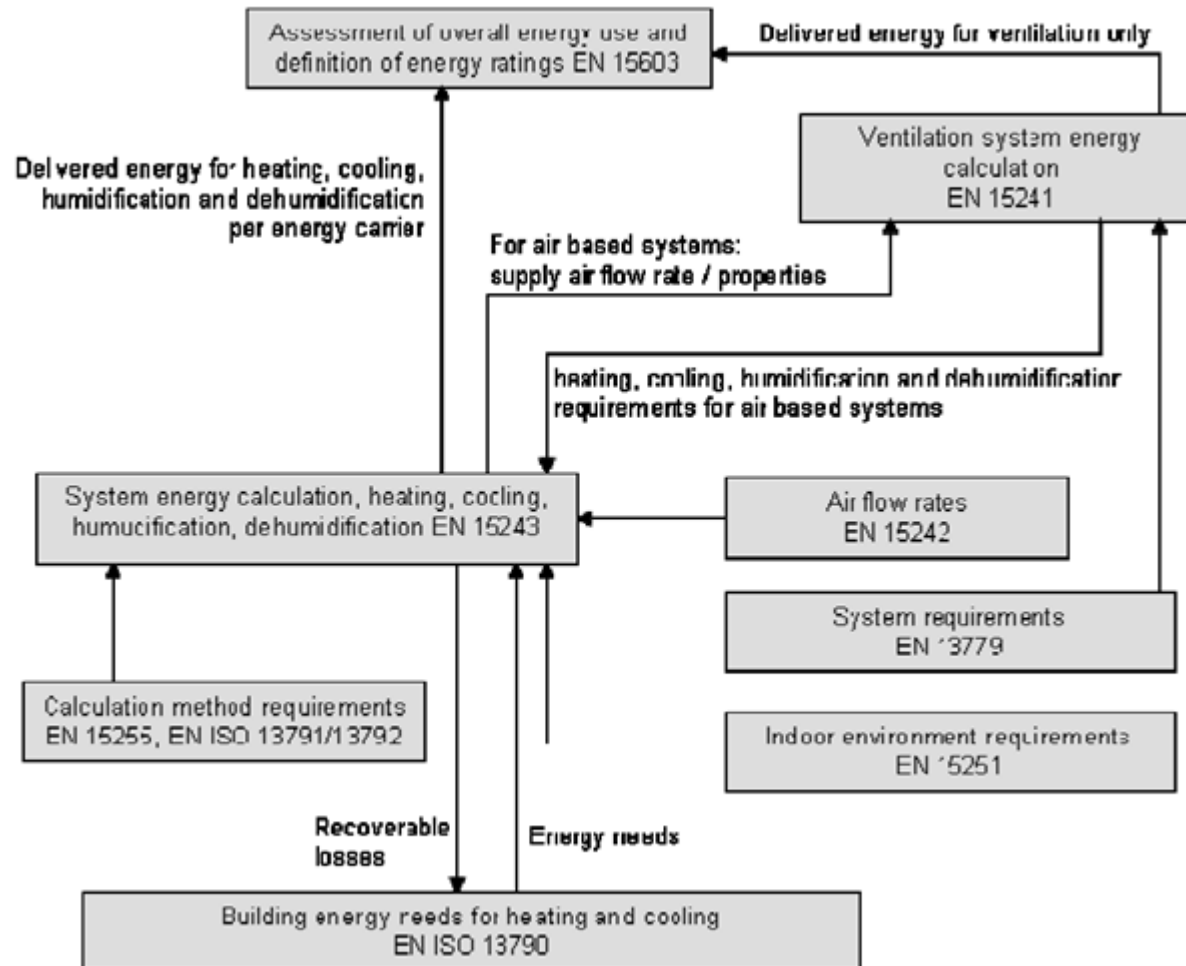 Assessment of overall energy use and
definition of energy ratings EN 15603
Delivered energy for ventilation only
Ventilation system energy
calculation
EN 15241
Delivered energy for heating, cooling,
humidification and dehumidification
per energy carrier
For air based systems:
supply air flow rate / properties
heating, cooling, humidification and dehumidification
requirements for air based systems
System energy calculation, heating, cooling,
humucification, dehumidification EN 15243
Air flow rates
EN 15242
System requirements
EN 13779
Calculation method requirements
EN 15255, EN ISO 13791/13792
Indoor environment requirements
EN 15251
Recoverable
losses
Energy needs
Building energy needs for heating and cooling
EN ISO 13790